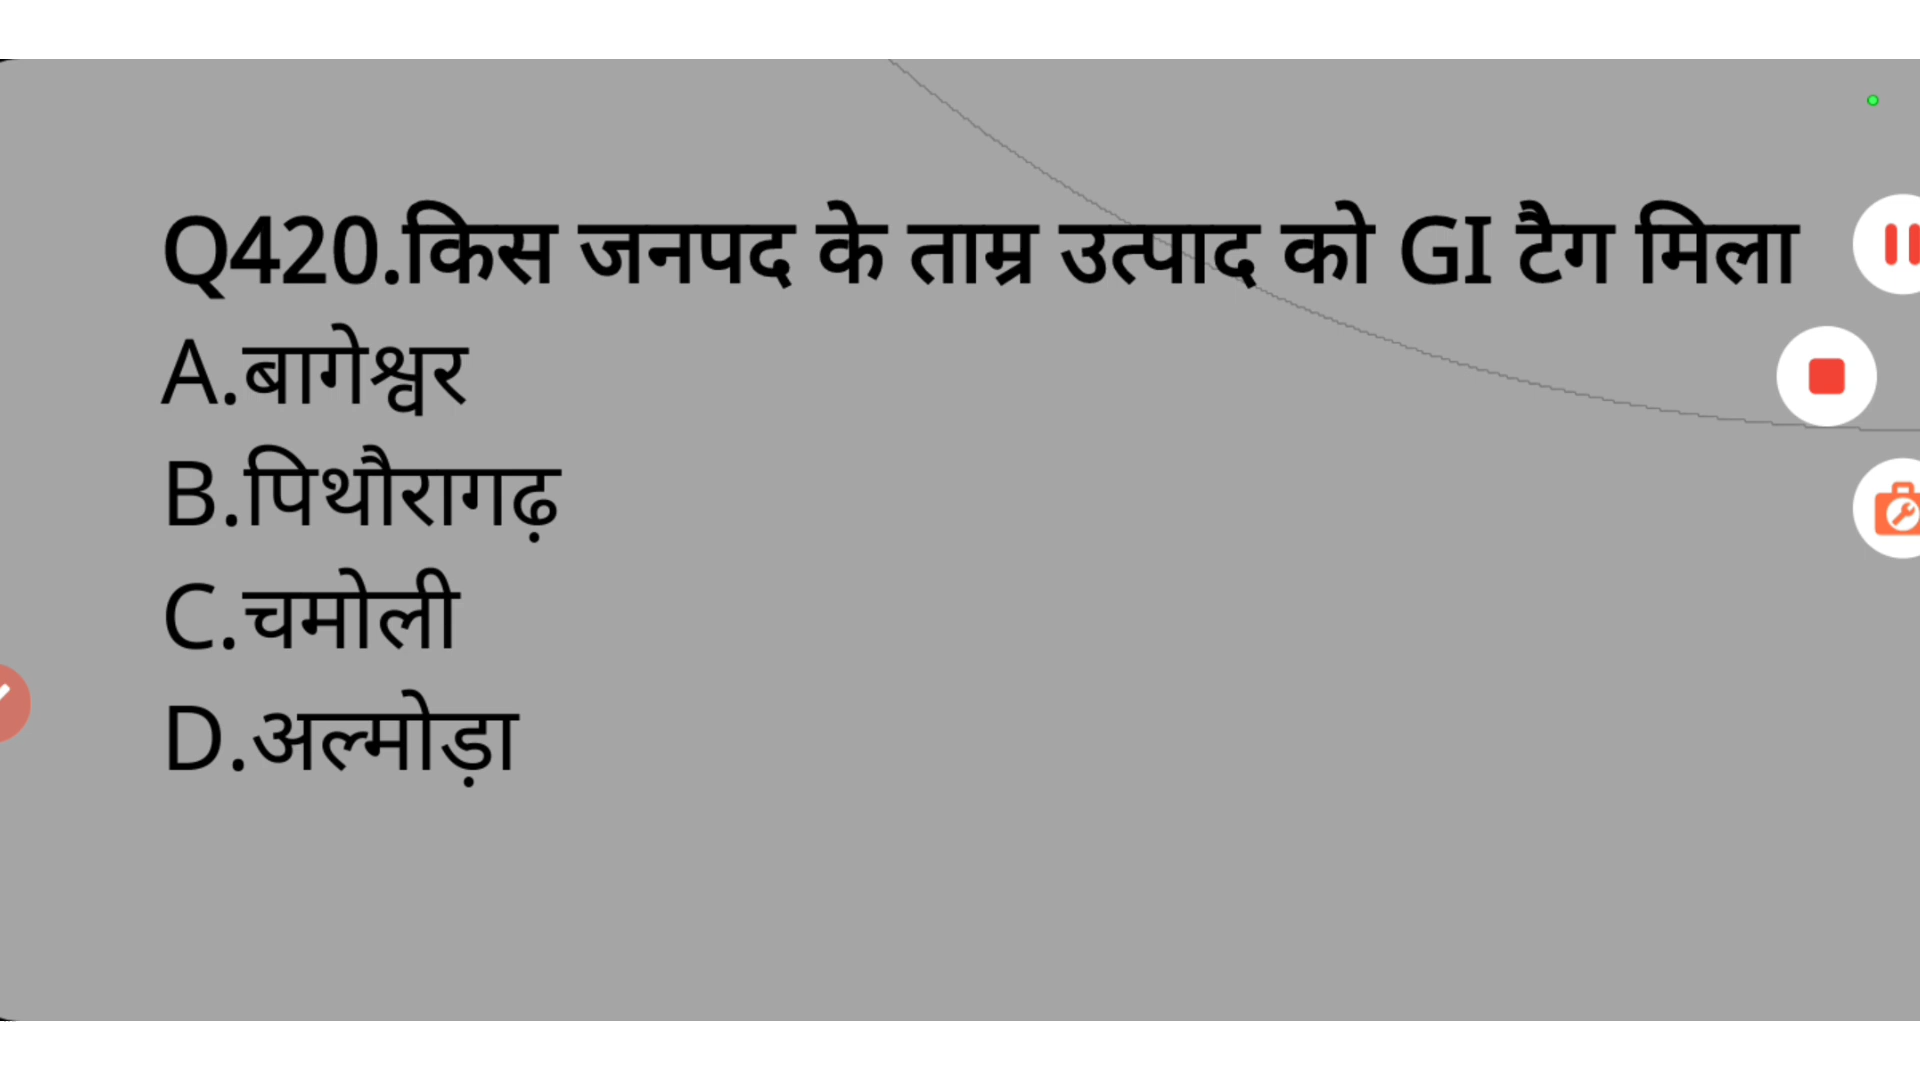 Q420.किस जनपद के ताम्र उत्पाद को GI टैग मिला
A.बागेश्वर
B.पिथौरागढ़
C.चमोली
D.अल्मोड़ा